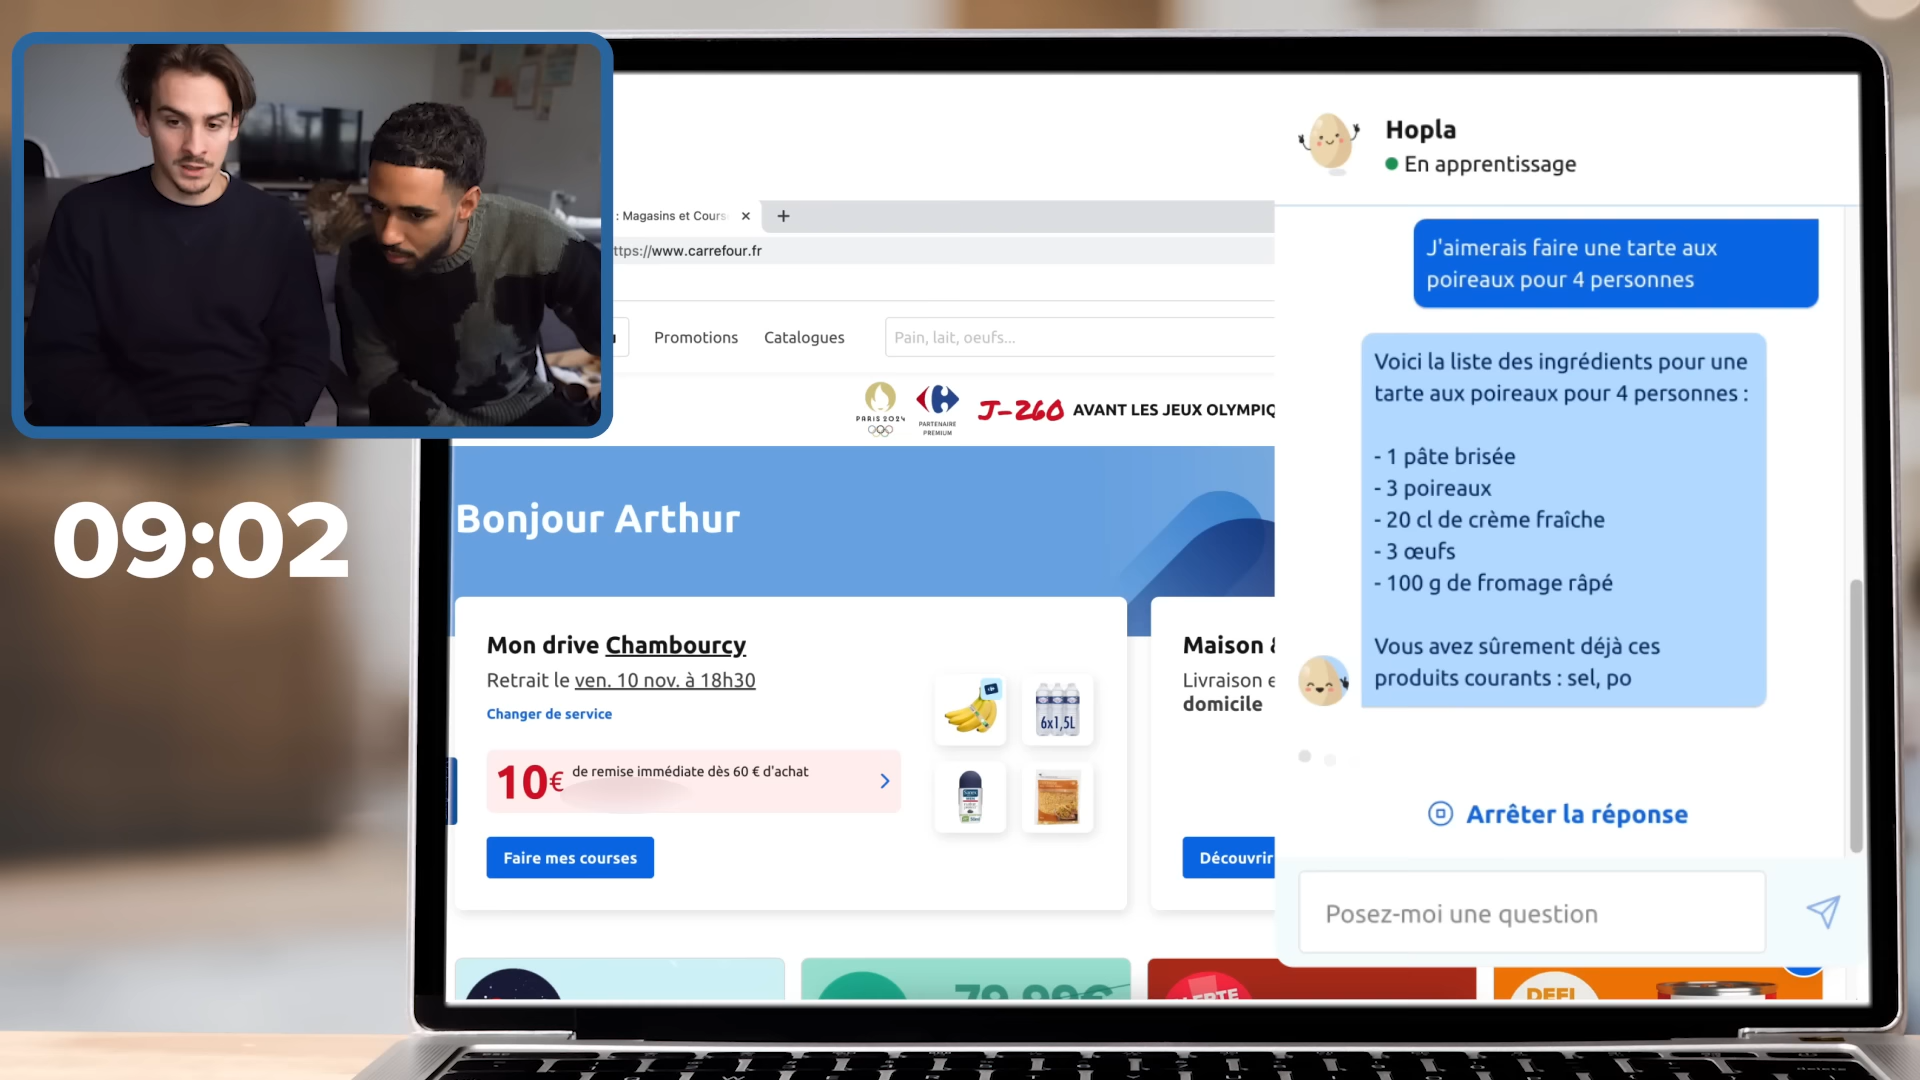 Hopla
En apprentissage
: Magasins et Cours
ttps://www.carrefour.fr
J'aimerais faire une tarte aux
poireaux pour 4 personnes
Promotions
Catalogues
Pain, lait, oeufs...
PARIS 2024
PARTENAIRE
PREMIUM
J-260 AVANT LES JEUX OLYMPIQ
Voici la liste des ingrédients pour une
tarte aux poireaux pour 4 personnes :
- 1 pâte brisée
- 3 poireaux
- 20 cl de crème fraîche
- 3 œufs
- 100 g de fromage râpé
Vous avez sûrement déjà ces
produits courants : sel, po
Arrêter la réponse
Posez-moi une question
09:02
Bonjour Arthur
Mon drive Chambourcy
Retrait le ven. 10 nov. à 18h30
Changer de service
10€ de remise immédiate dès 60 € d'achat
6x1,5L
Faire mes courses
Maison &
Livraison e
domicile
Découvrir
79,99€
DEFI